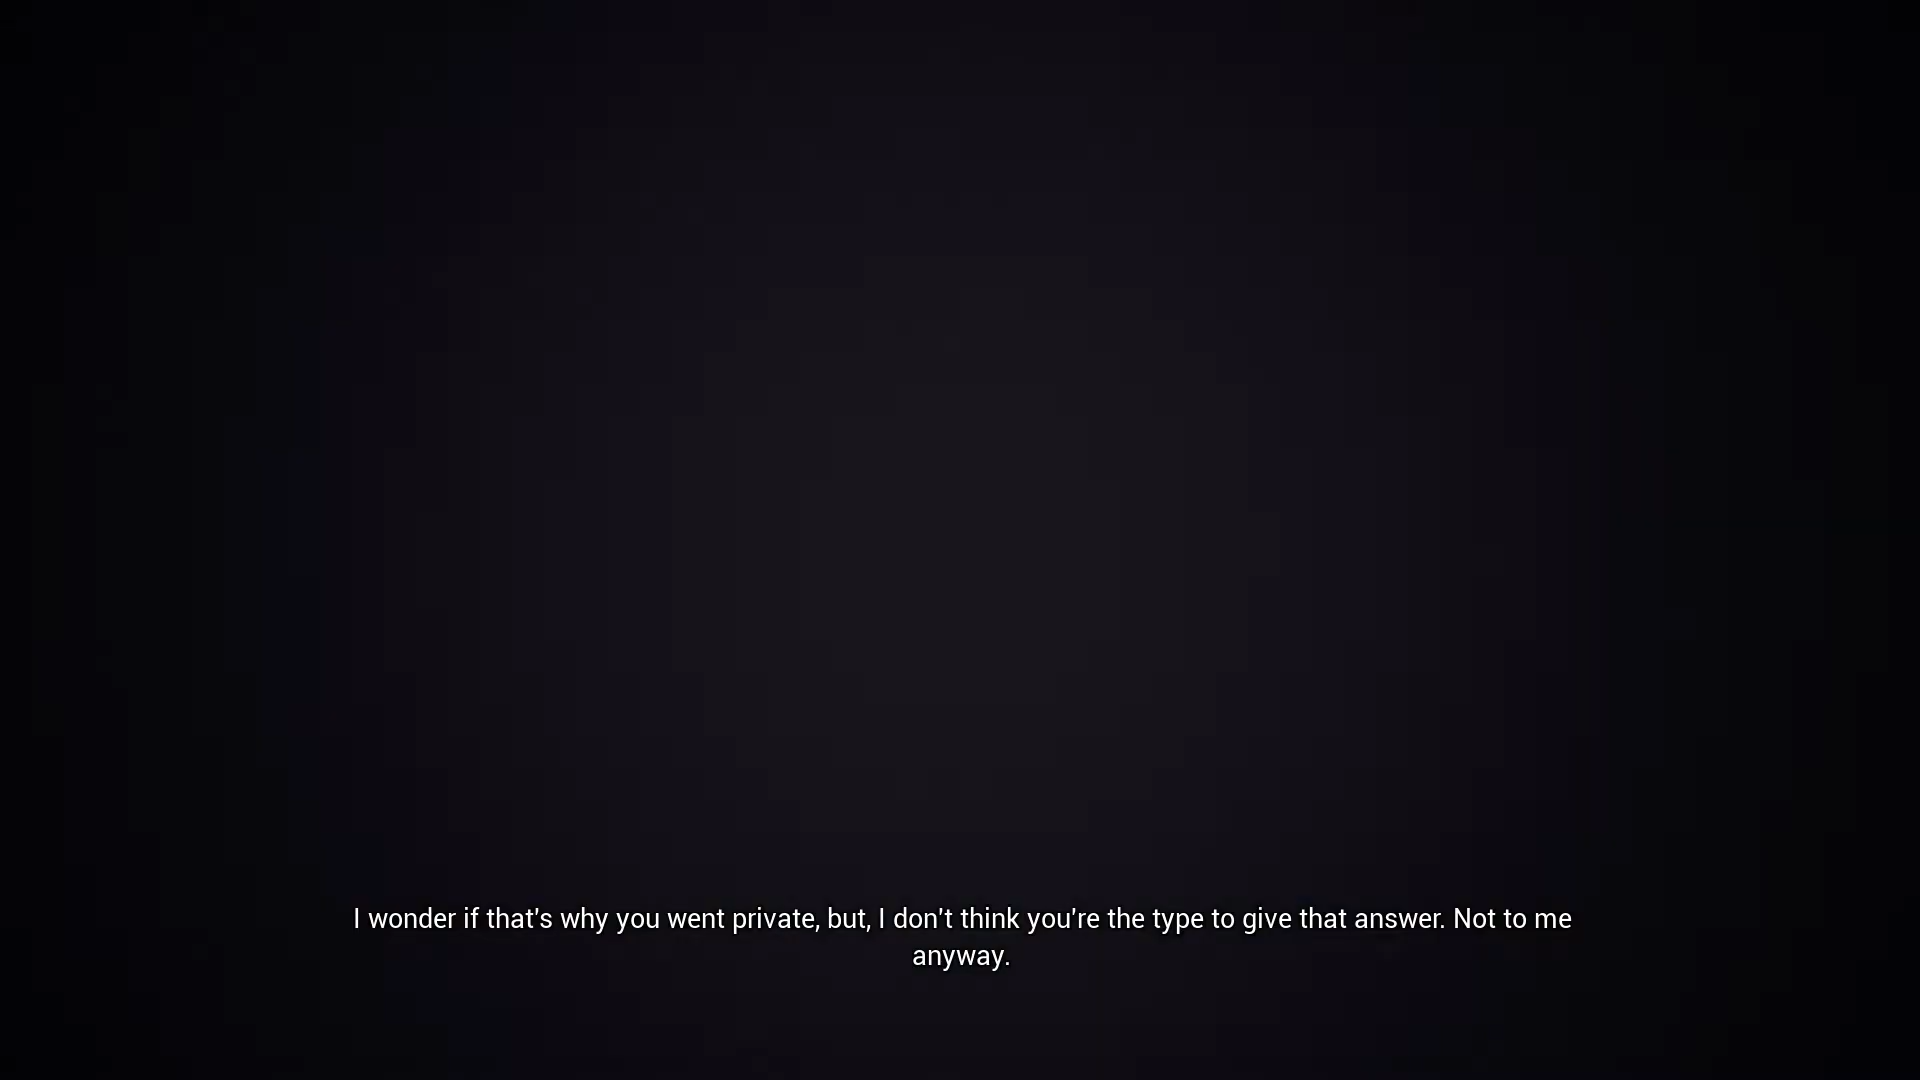 I wonder if that's why you went private, but, I don't think you're the type to give that answer. Not to me
anyway.